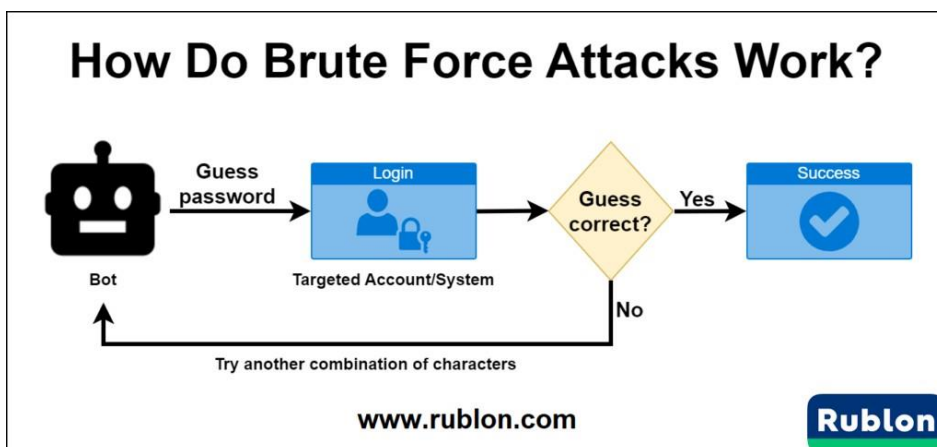 How Do Brute Force Attacks Work?
Guess
password
Login
Guess
correct?
Yes
Success
Bot
Targeted Account/System
No
Try another combination of characters
www.rublon.com
Rublon